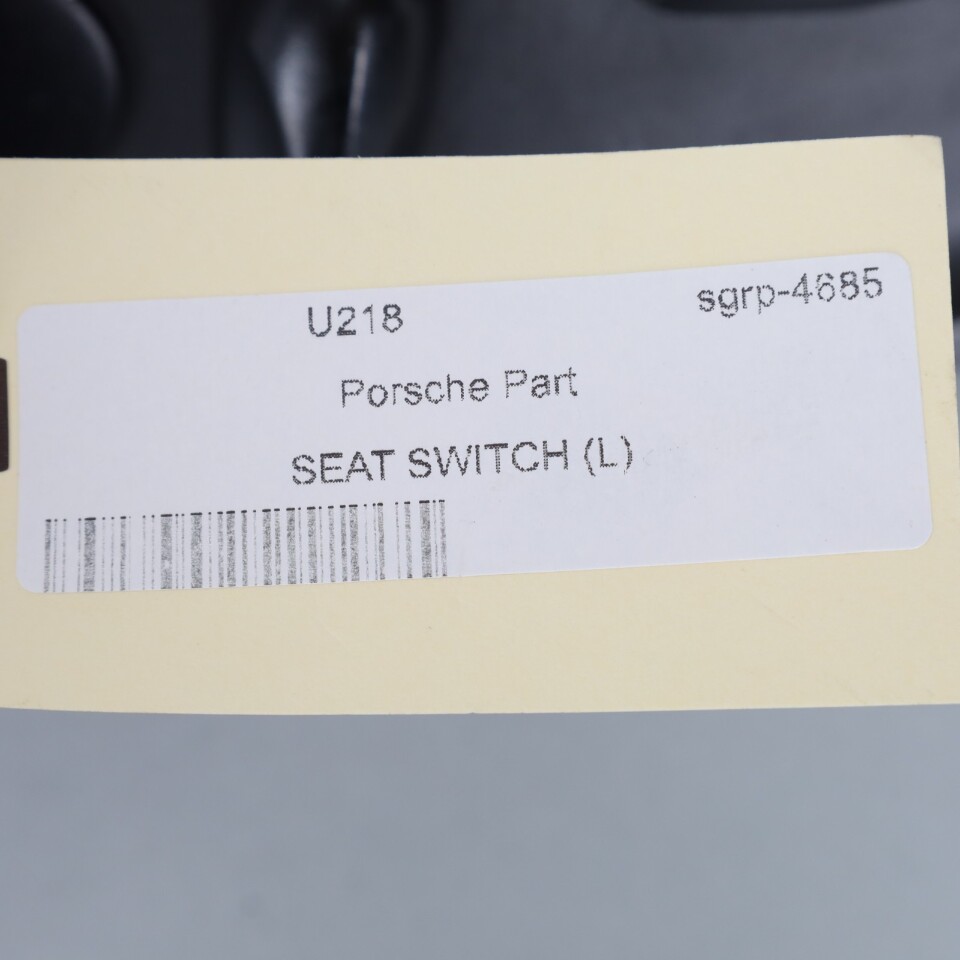 U218 sgrp-4685
Porsche Part
SEAT SWITCH (L)